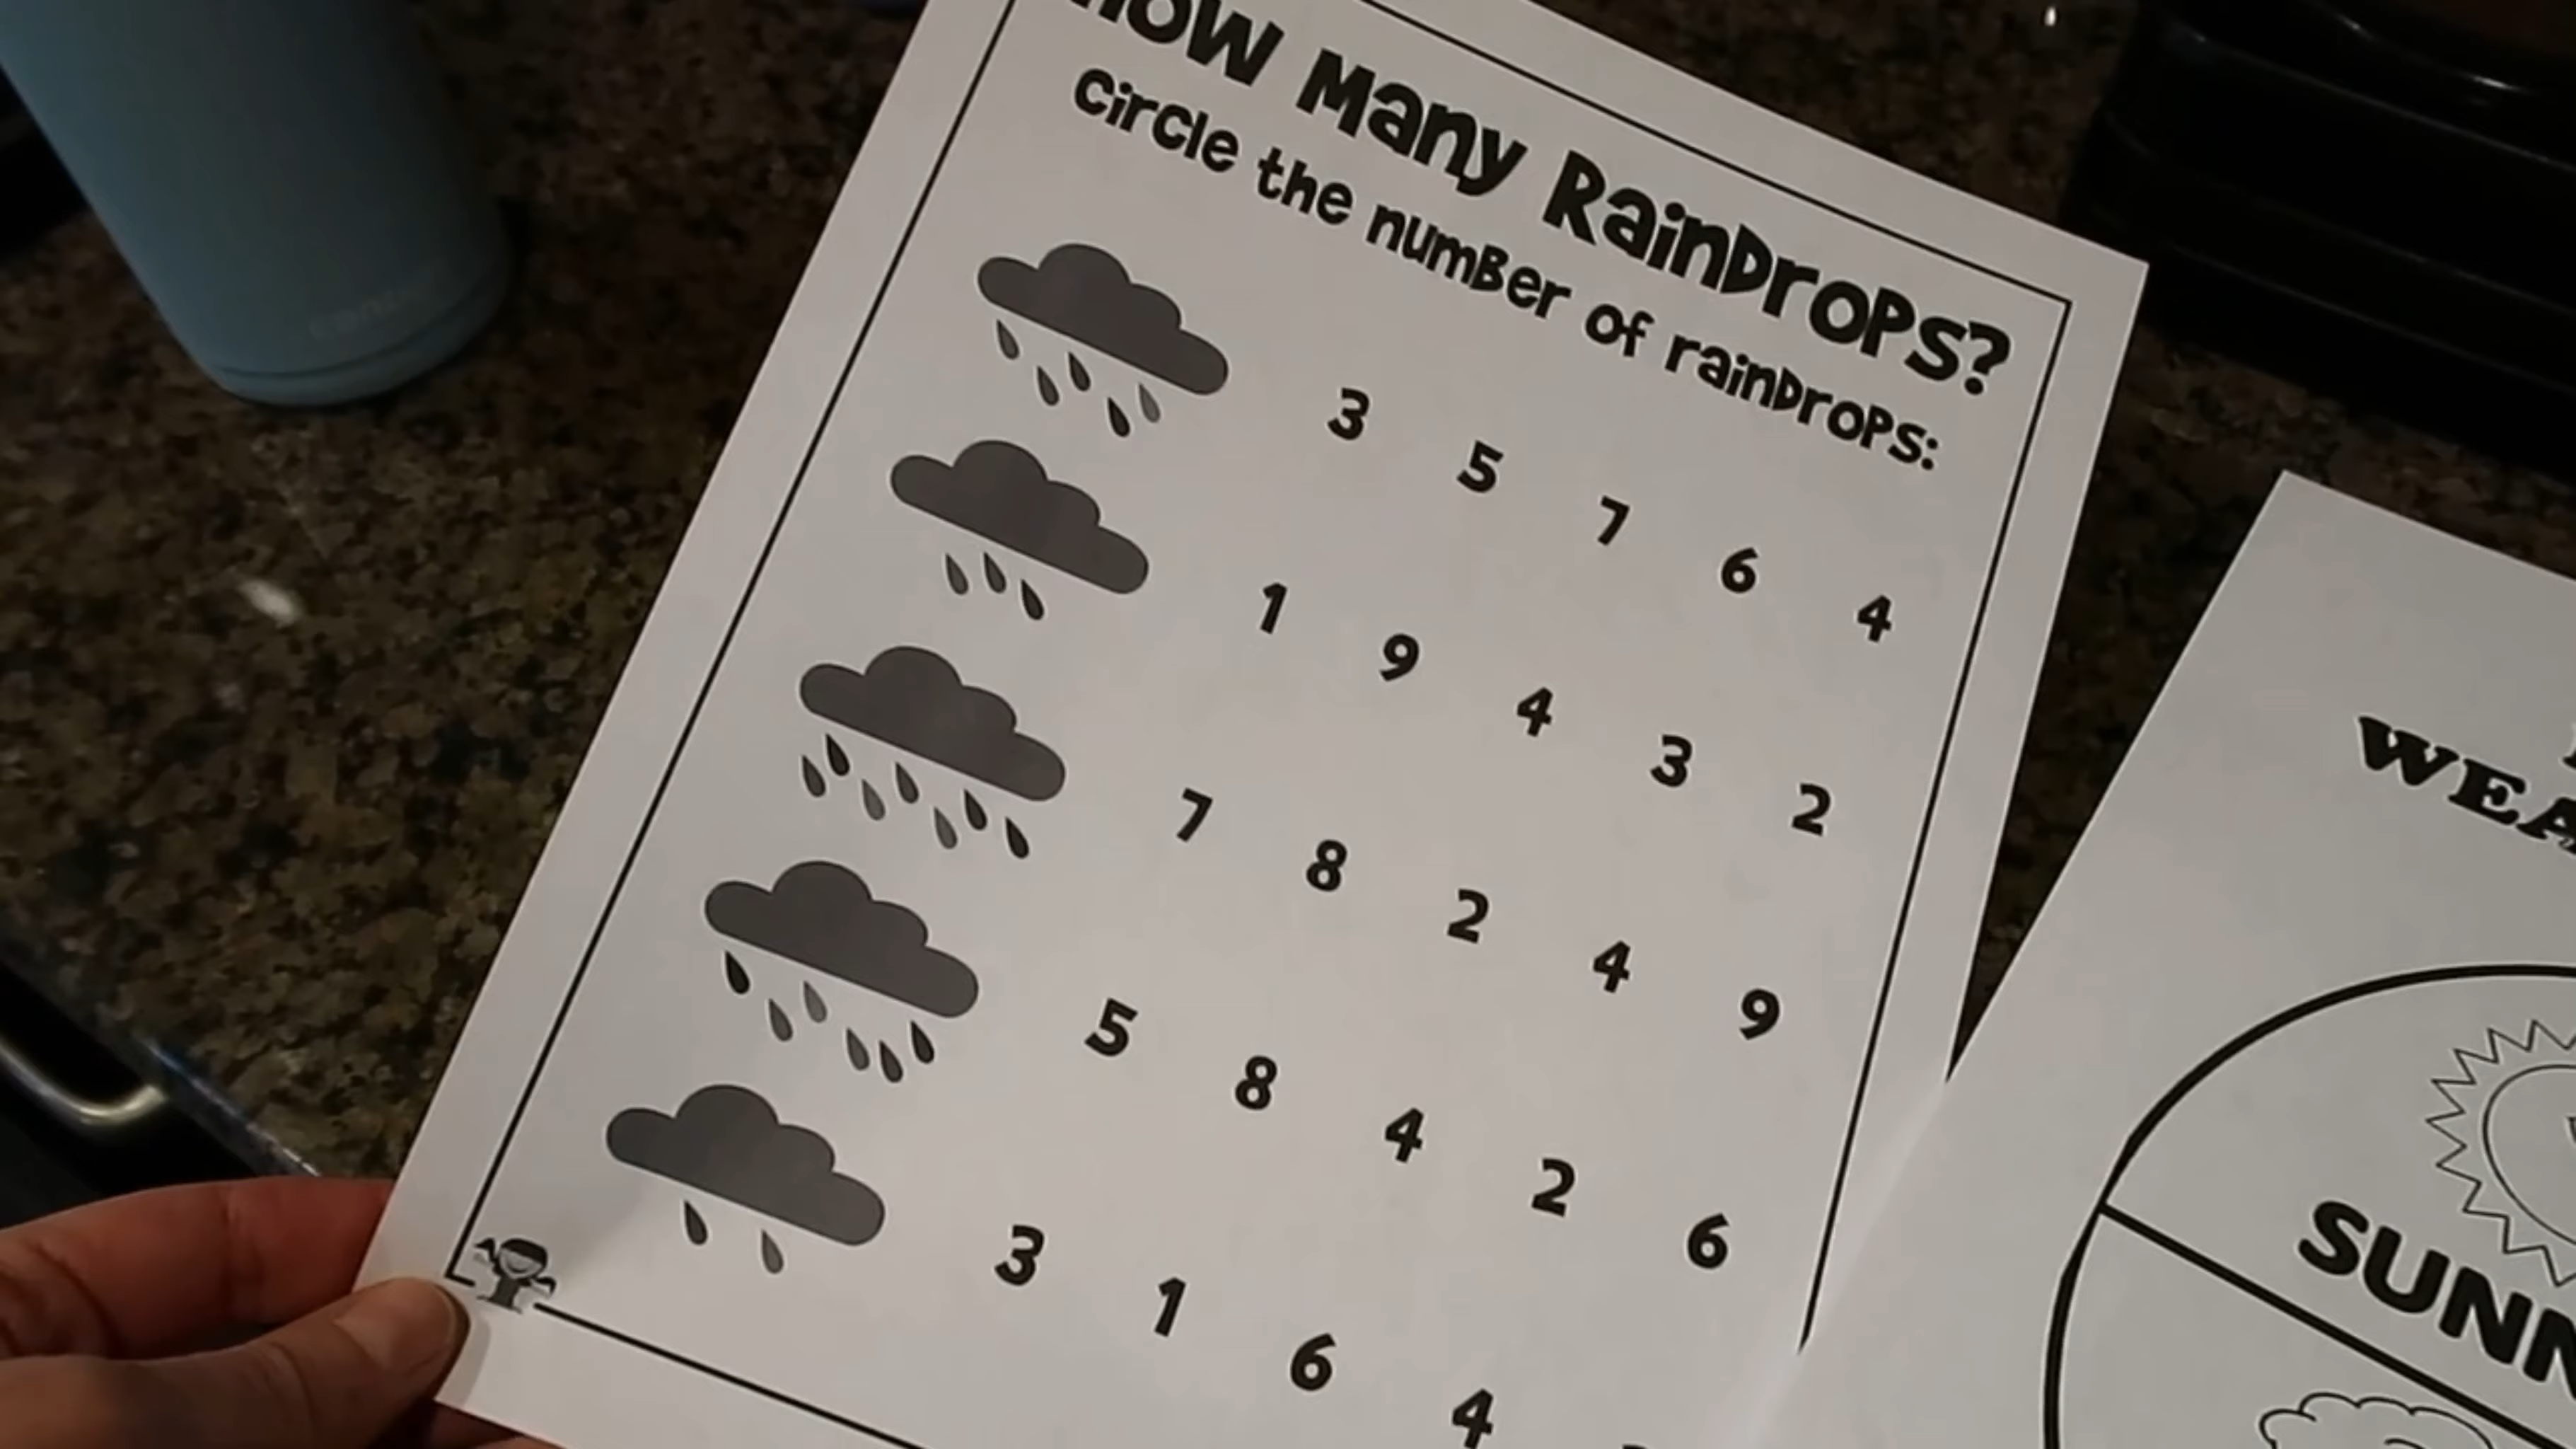 HOW Many RainDrops?
Circle the number of rainDrops:
3 5 7 6 4
1 9 4 3 2
7 8 2 4 9
5 8 4 2 6
3 1 6 4
SUNN